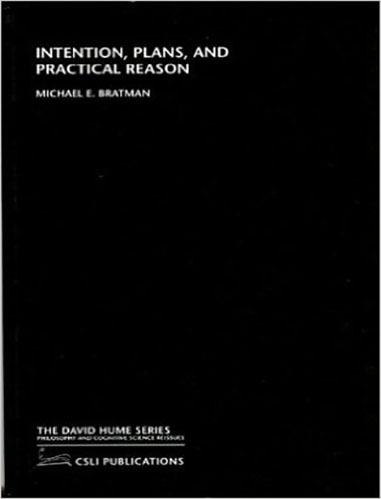 INTENTION, PLANS, AND
PRACTICAL REASON
MICHAEL E. BRATMAN
THE DAVID HUME SERIES
PHILOSOPHY AND COGNITIVE SCIENCE REISSUES
CSLI PUBLICATIONS